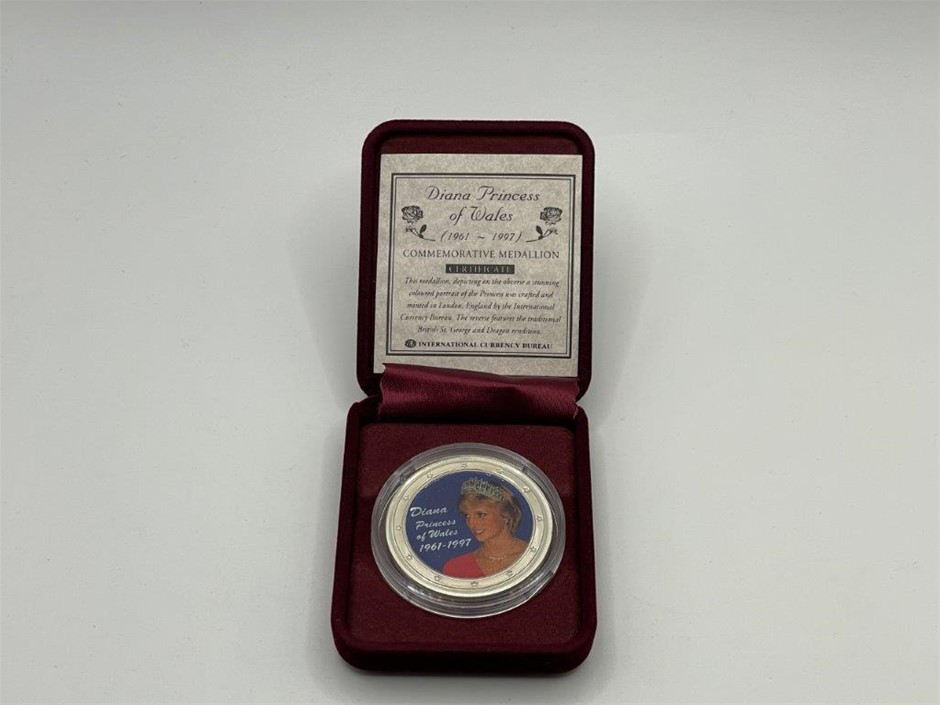 Diana Princess
of Wales
(1961 ~ 1997)
COMMEMORATIVE MEDALLION
CERTIFICATE
This medallion, depicting on the obverse a stunning
coloured portrait of the Princess was crafted and
minted in London, England by the International
Currency Bureau. The reverse features the traditional
British St. George and Dragon rendition.
INTERNATIONAL CURRENCY BUREAU
Diana
Princess
of Wales
1961-1997